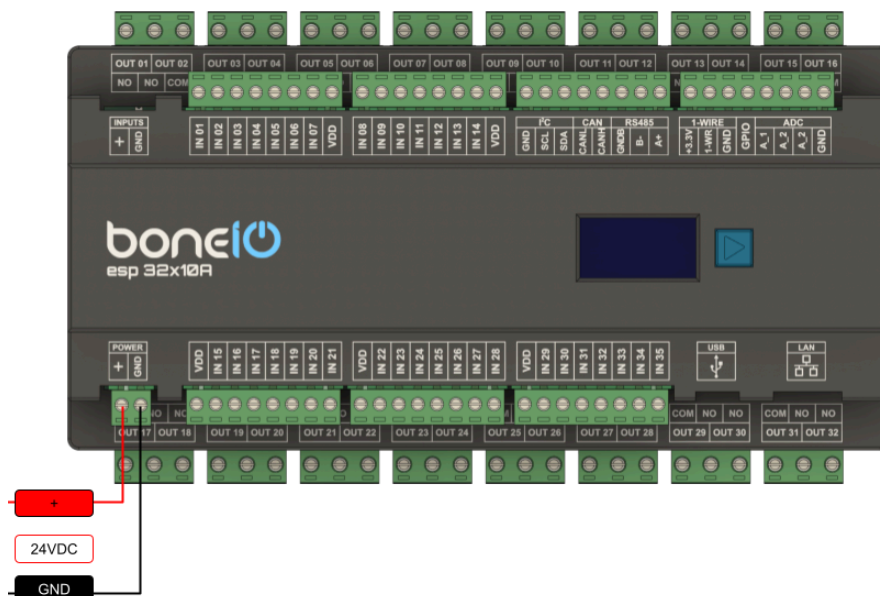 OUT 01 OUT 02 OUT 03 OUT 04 OUT 05 OUT 06 OUT 07 OUT 08 OUT 09 OUT 10 OUT 11 OUT 12 OUT 13 OUT 14 OUT 15 OUT 16
NO NO COM
INPUTS
+ GND
IN 01 IN 02 IN 03 IN 04 IN 05 IN 06 IN 07 VDD
IN 08 IN 09 IN 10 IN 11 IN 12 IN 13 IN 14 VDD
I²C CAN RS485
GND SCL SDA CANL CANH GNDB B- A+
1-WIRE ADC
+3.3V 1-WR GND GPIO A_1 A_2 A_2 GND
boneIO
esp 32x10A
POWER
+ GND
VDD IN 15 IN 16 IN 17 IN 18 IN 19 IN 20 IN 21
VDD IN 22 IN 23 IN 24 IN 25 IN 26 IN 27 IN 28
VDD IN 29 IN 30 IN 31 IN 32 IN 33 IN 34 IN 35
USB
LAN
NO NO COM NO NO COM NO NO
OUT 17 OUT 18 OUT 19 OUT 20 OUT 21 OUT 22 OUT 23 OUT 24 OUT 25 OUT 26 OUT 27 OUT 28 OUT 29 OUT 30 OUT 31 OUT 32
+
24VDC
GND